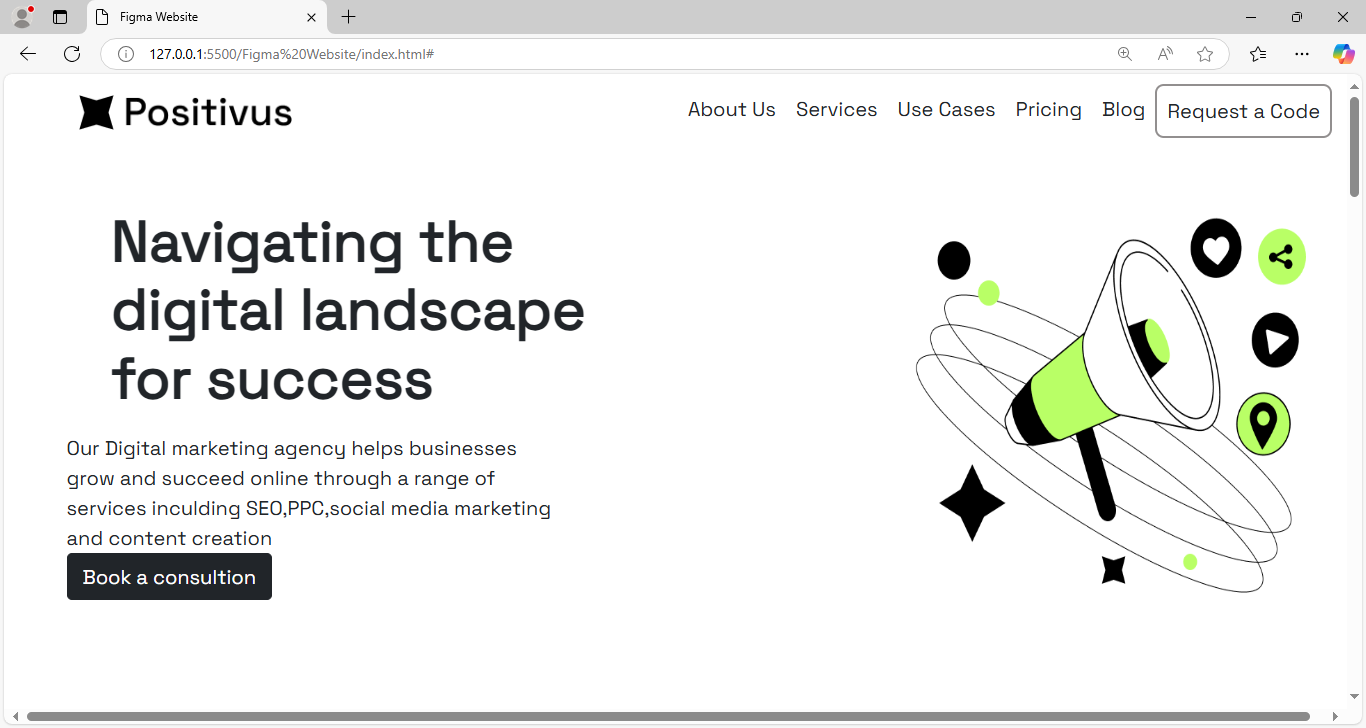 Figma Website
127.0.0.1:5500/Figma%20Website/index.html#
Positivus
About Us Services Use Cases Pricing Blog Request a Code
Navigating the
digital landscape
for success
Our Digital marketing agency helps businesses
grow and succeed online through a range of
services inculding SEO,PPC,social media marketing
and content creation
Book a consultion